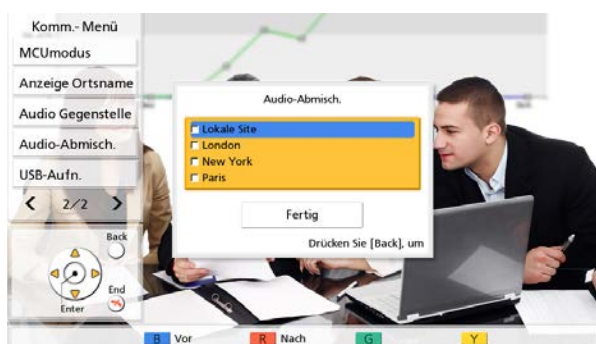 Komm.- Menü
MCUmodus
Anzeige Ortsname
Audio Gegenstelle
Audio-Abmisch.
USB-Aufn.
2/2
Back
End
Enter
Audio-Abmisch.
Lokale Site
London
New York
Paris
Fertig
Drücken Sie [Back], um
B Vor
R Nach
G
Y